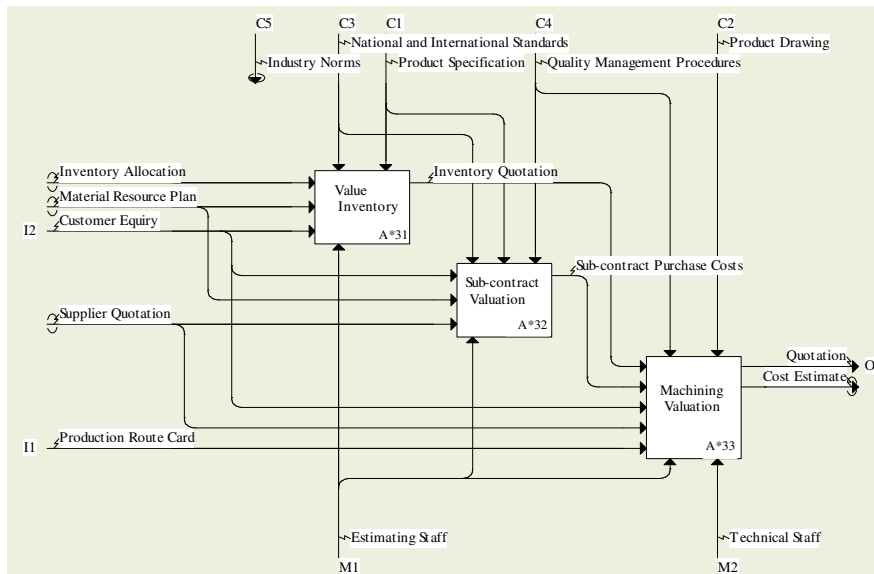 C5
C3
C1
C4
C2
National and International Standards
Product Drawing
Industry Norms
Product Specification
Quality Management Procedures
Inventory Allocation
Inventory Quotation
Material Resource Plan
Value
Inventory
I2
Customer Equiry
A*31
Sub-contract Purchase Costs
Sub-contract
Valuation
Supplier Quotation
A*32
Quotation
O
Cost Estimate
Machining
Valuation
I1
Production Route Card
A*33
Estimating Staff
Technical Staff
M1
M2